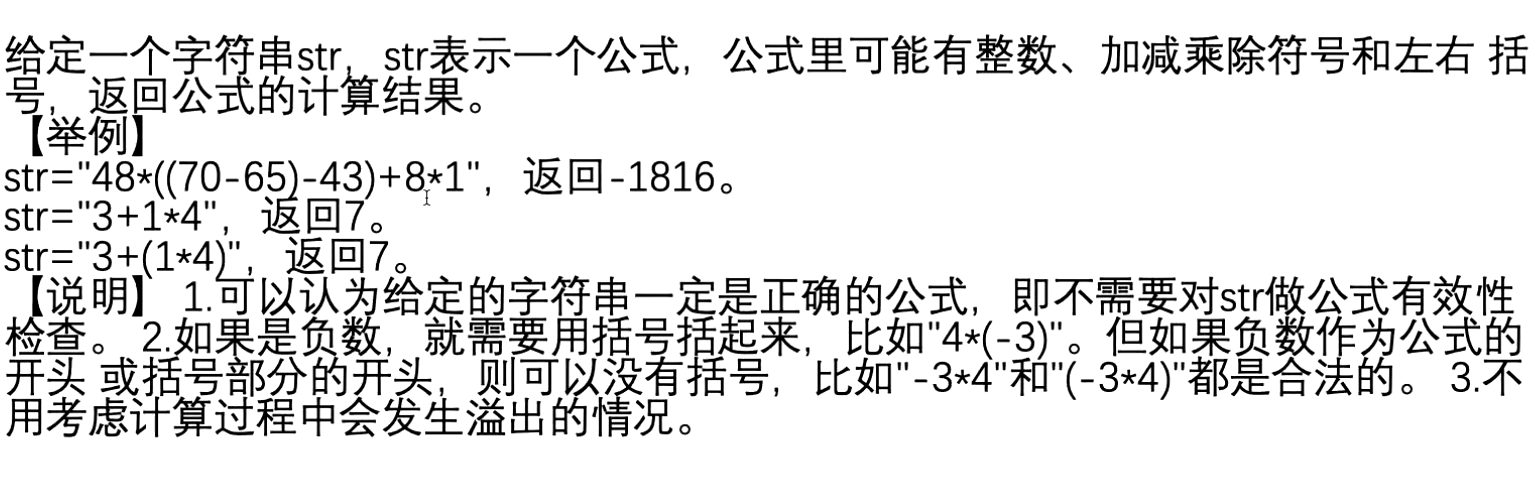 给定一个字符串str，str表示一个公式，公式里可能有整数、加减乘除符号和左右 括
号，返回公式的计算结果。
【举例】
str="48*((70-65)-43)+8*1"，返回-1816。
str="3+1*4"，返回7。
str="3+(1*4)"，返回7。
【说明】 1.可以认为给定的字符串一定是正确的公式，即不需要对str做公式有效性
检查。 2.如果是负数，就需要用括号括起来，比如"4*(-3)"。但如果负数作为公式的
开头 或括号部分的开头，则可以没有括号，比如"-3*4"和"(-3*4)"都是合法的。 3.不
用考虑计算过程中会发生溢出的情况。